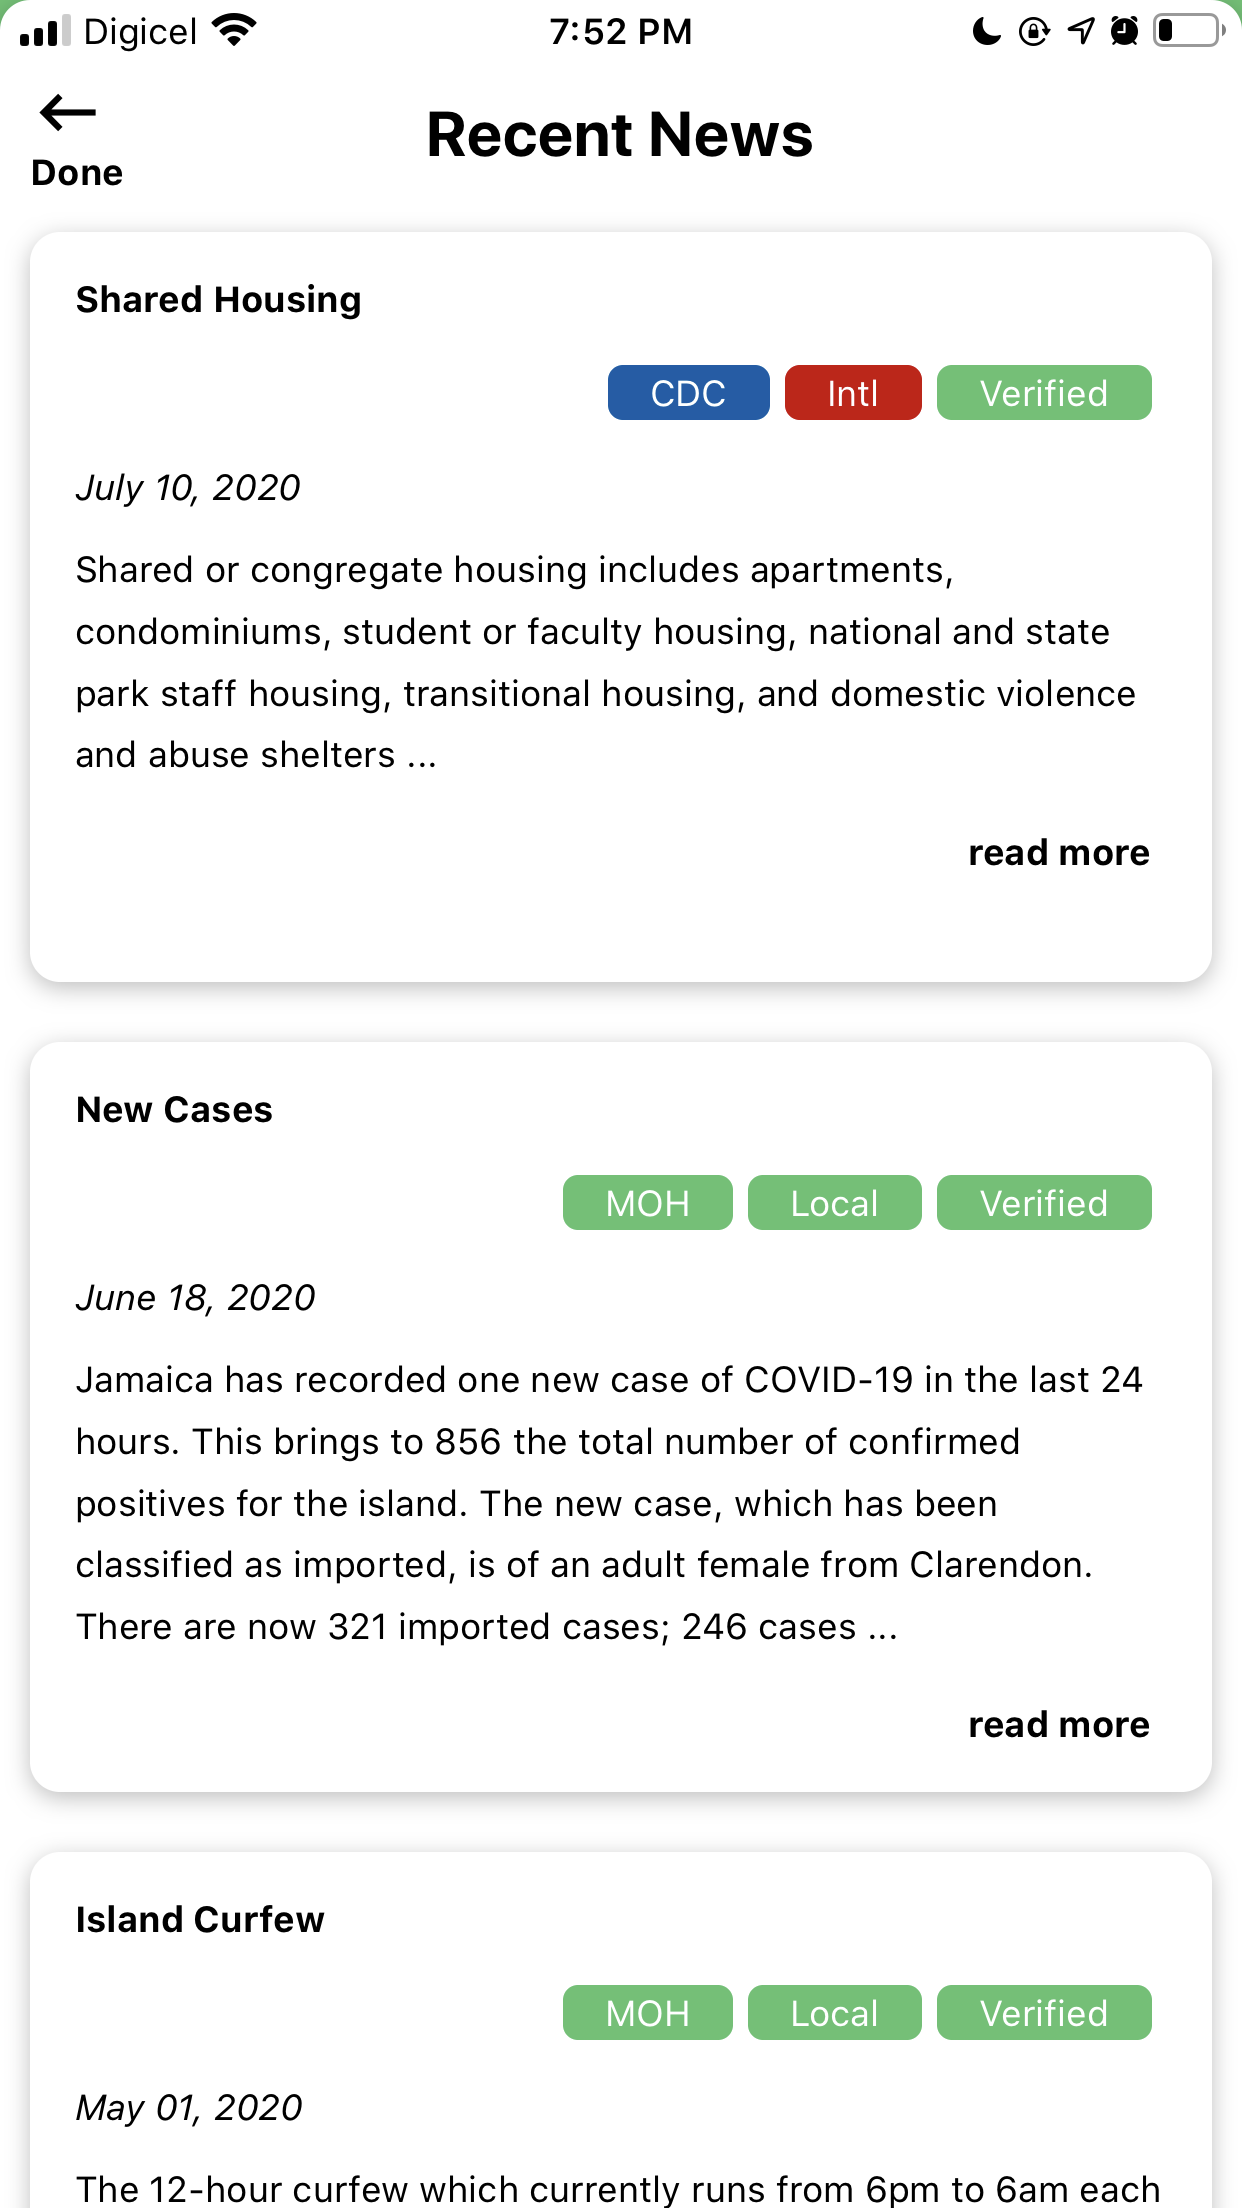 Digicel 7:52 PM
Done
Recent News
Shared Housing
CDC Intl Verified
July 10, 2020
Shared or congregate housing includes apartments,
condominiums, student or faculty housing, national and state
park staff housing, transitional housing, and domestic violence
and abuse shelters ...
read more
New Cases
MOH Local Verified
June 18, 2020
Jamaica has recorded one new case of COVID-19 in the last 24
hours. This brings to 856 the total number of confirmed
positives for the island. The new case, which has been
classified as imported, is of an adult female from Clarendon.
There are now 321 imported cases; 246 cases ...
read more
Island Curfew
MOH Local Verified
May 01, 2020
The 12-hour curfew which currently runs from 6pm to 6am each